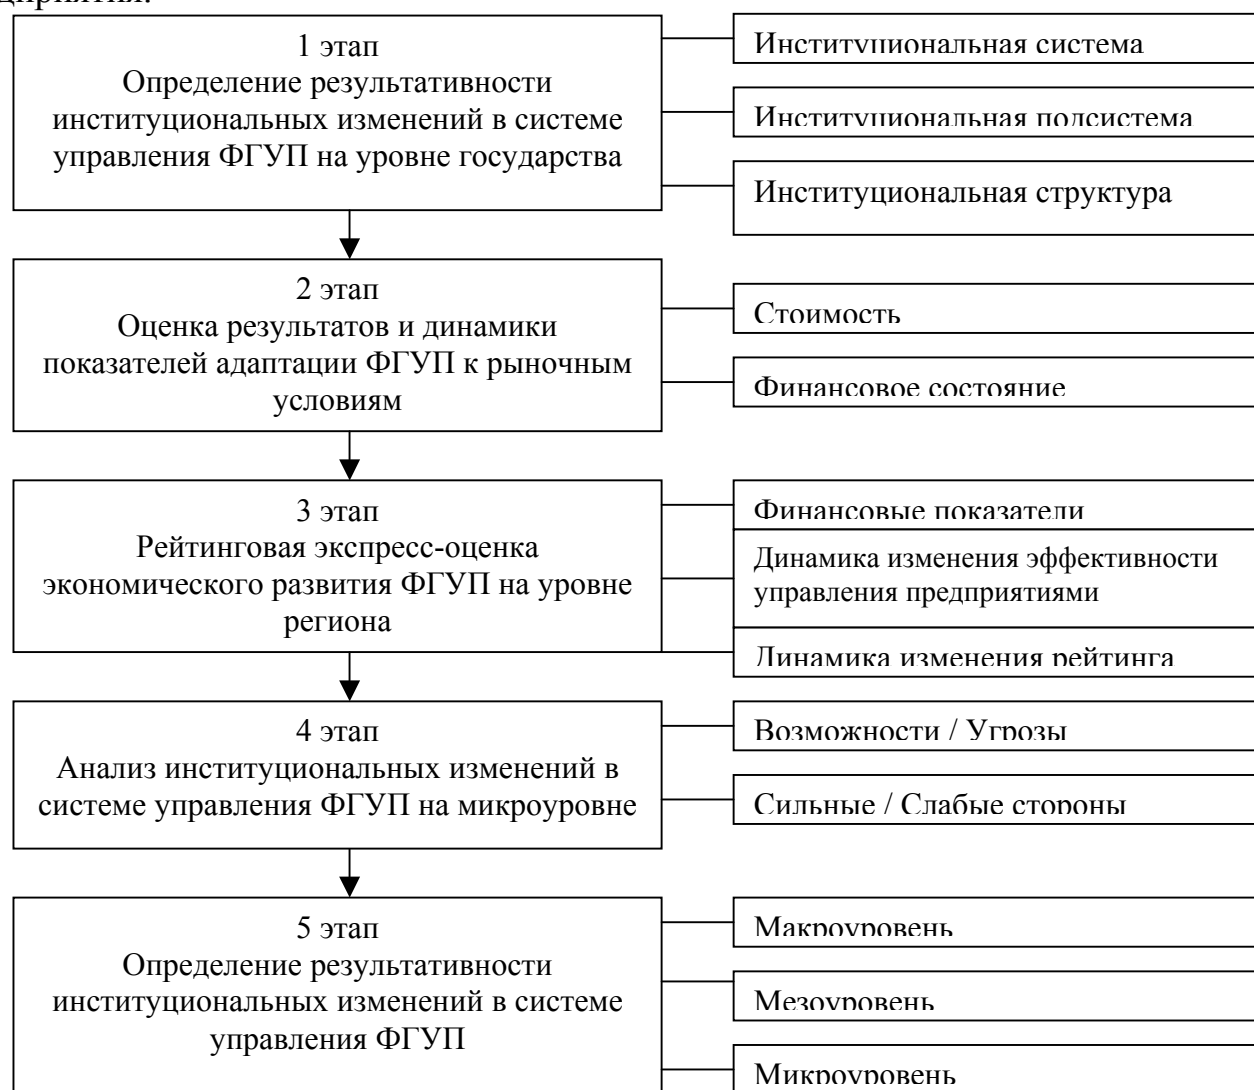 1 этап
Определение результативности
институциональных изменений в системе
управления ФГУП на уровне государства
Институциональная система
Институциональная подсистема
Институциональная структура
2 этап
Оценка результатов и динамики
показателей адаптации ФГУП к рыночным
условиям
Стоимость
Финансовое состояние
3 этап
Рейтинговая экспресс-оценка
экономического развития ФГУП на уровне
региона
Финансовые показатели
Динамика изменения эффективности
управления предприятиями
Динамика изменения рейтинга
4 этап
Анализ институциональных изменений в
системе управления ФГУП на микроуровне
Возможности / Угрозы
Сильные / Слабые стороны
5 этап
Определение результативности
институциональных изменений в системе
управления ФГУП
Макроуровень
Мезоуровень
Микроуровень